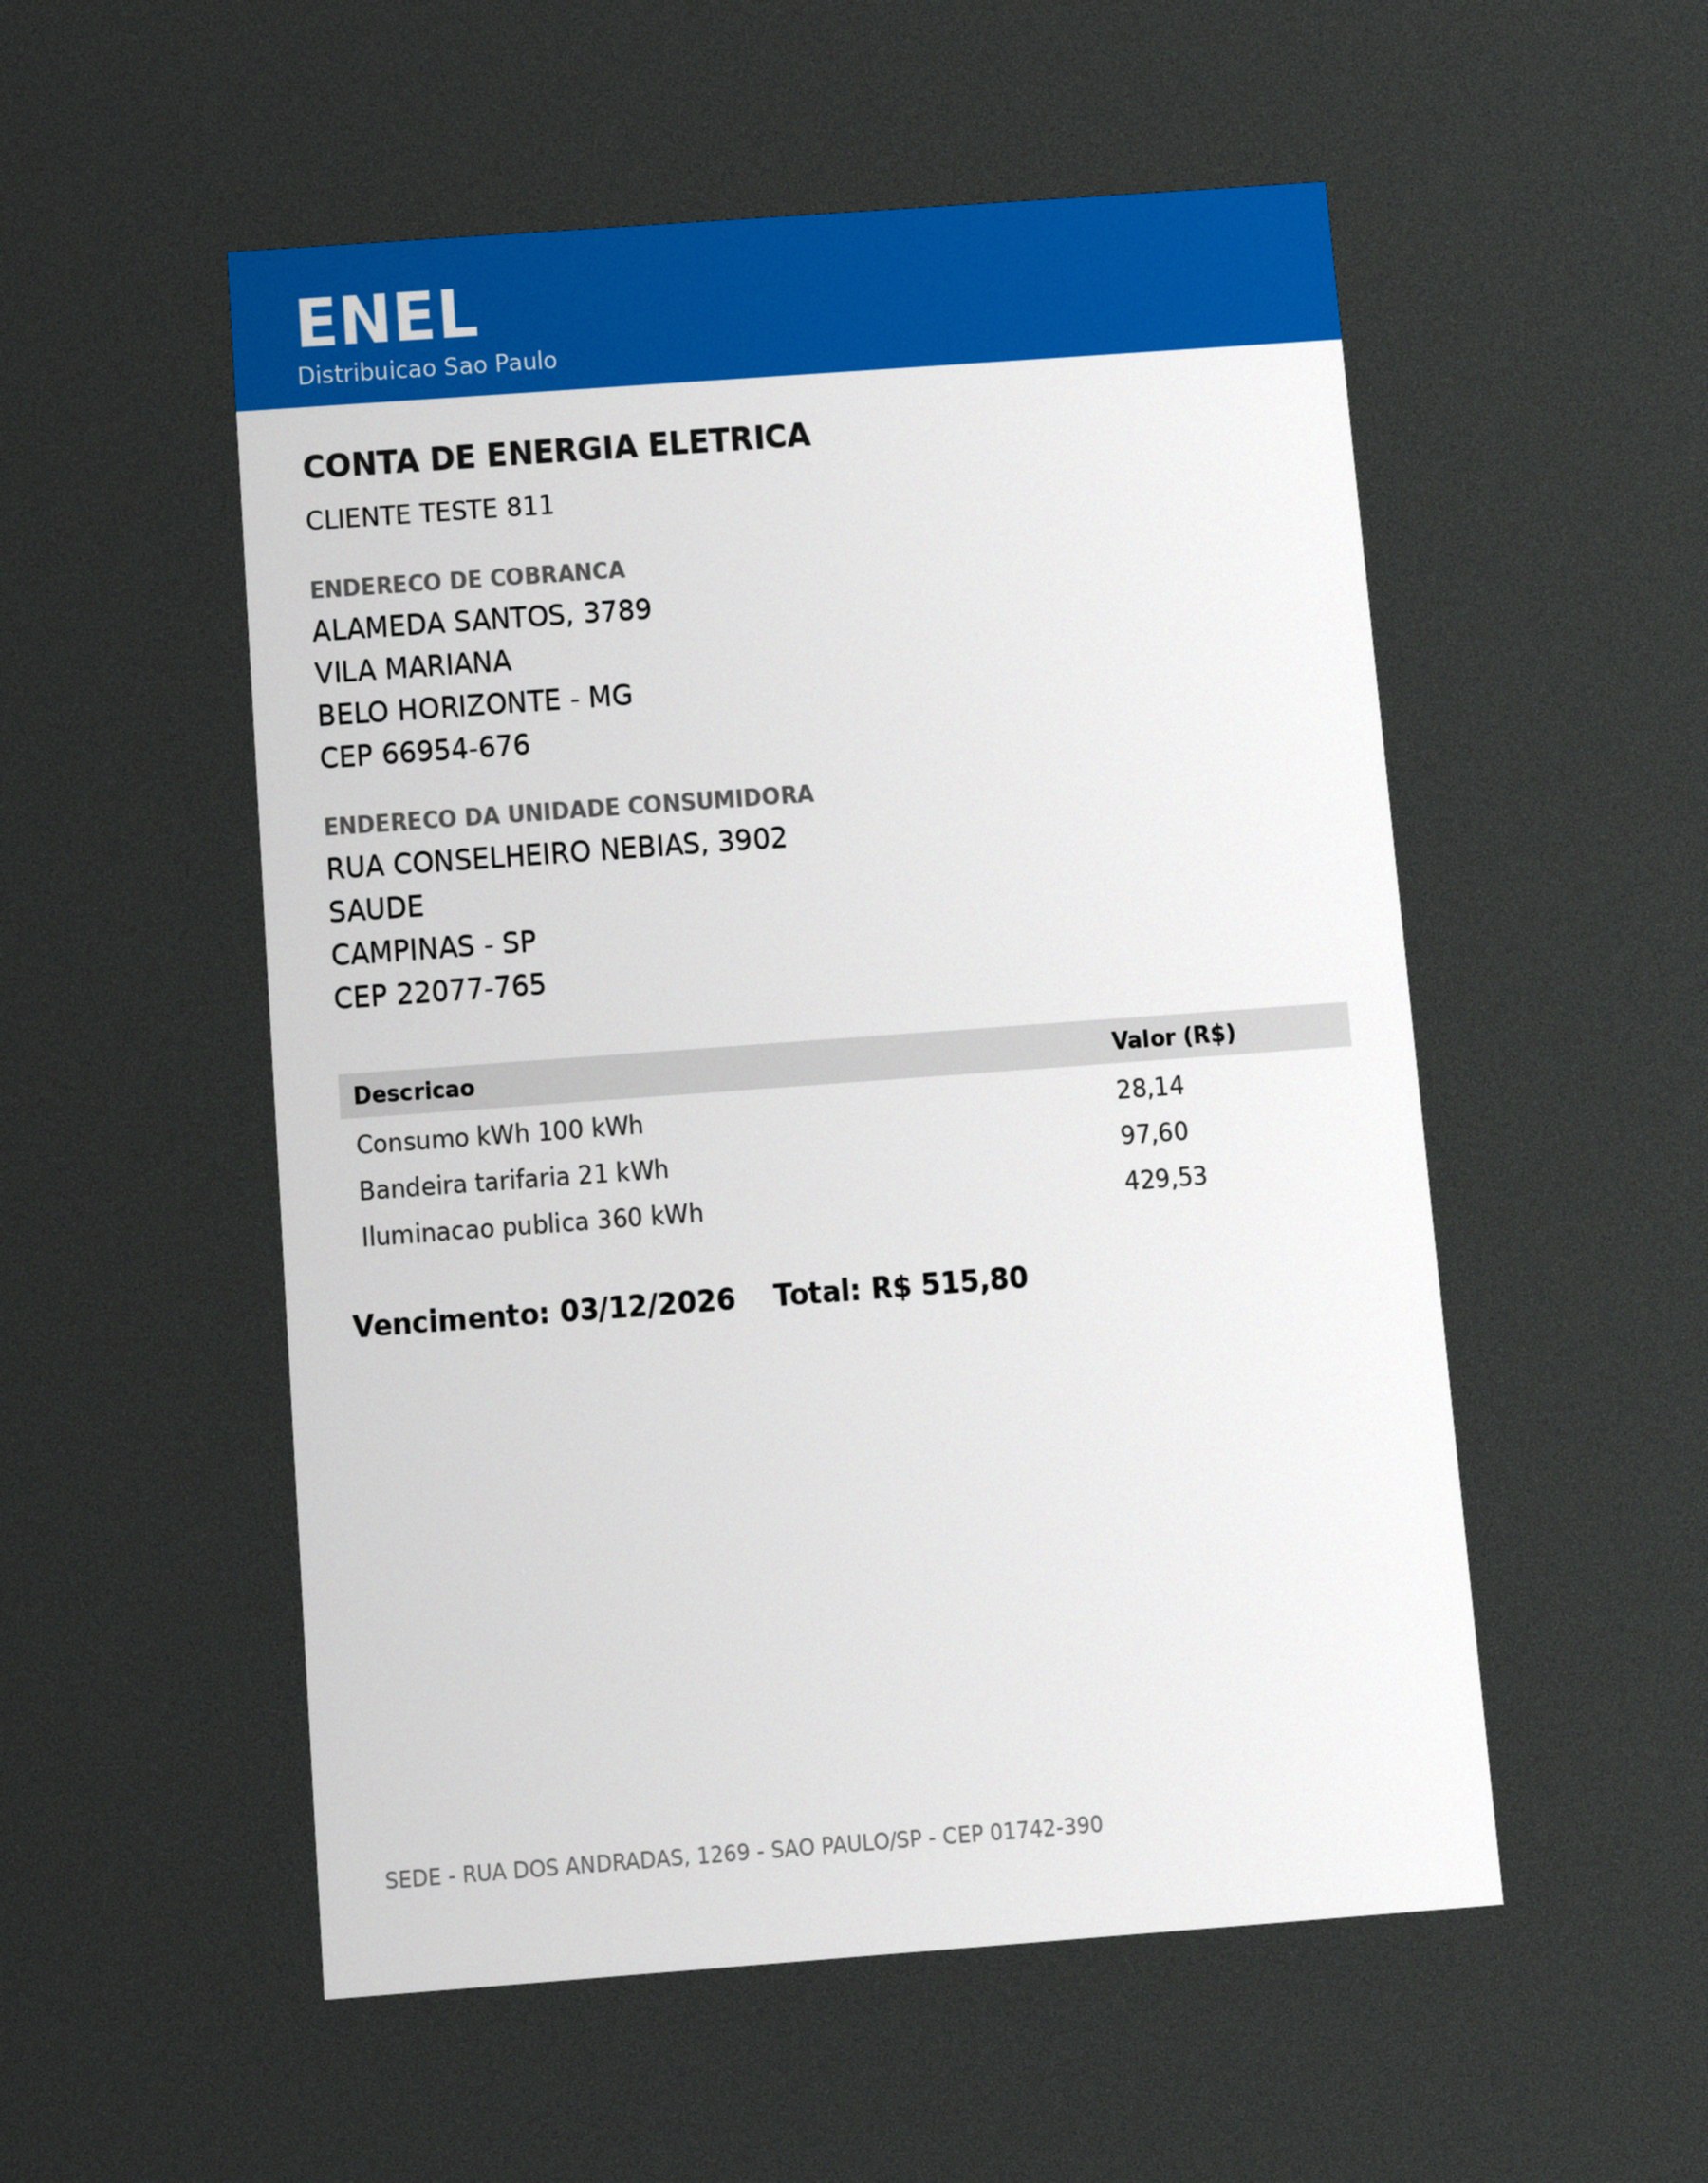 ENEL
Distribuicao Sao Paulo
CONTA DE ENERGIA ELETRICA
CLIENTE TESTE 811
ENDERECO DE COBRANCA
ALAMEDA SANTOS, 3789
VILA MARIANA
BELO HORIZONTE - MG
CEP 66954-676
ENDERECO DA UNIDADE CONSUMIDORA
RUA CONSELHEIRO NEBIAS, 3902
SAUDE
CAMPINAS - SP
CEP 22077-765
Descricao Valor (R$)
Consumo kWh 100 kWh 28,14
Bandeira tarifaria 21 kWh 97,60
Iluminacao publica 360 kWh 429,53
Vencimento: 03/12/2026 Total: R$ 515,80
SEDE - RUA DOS ANDRADAS, 1269 - SAO PAULO/SP - CEP 01742-390